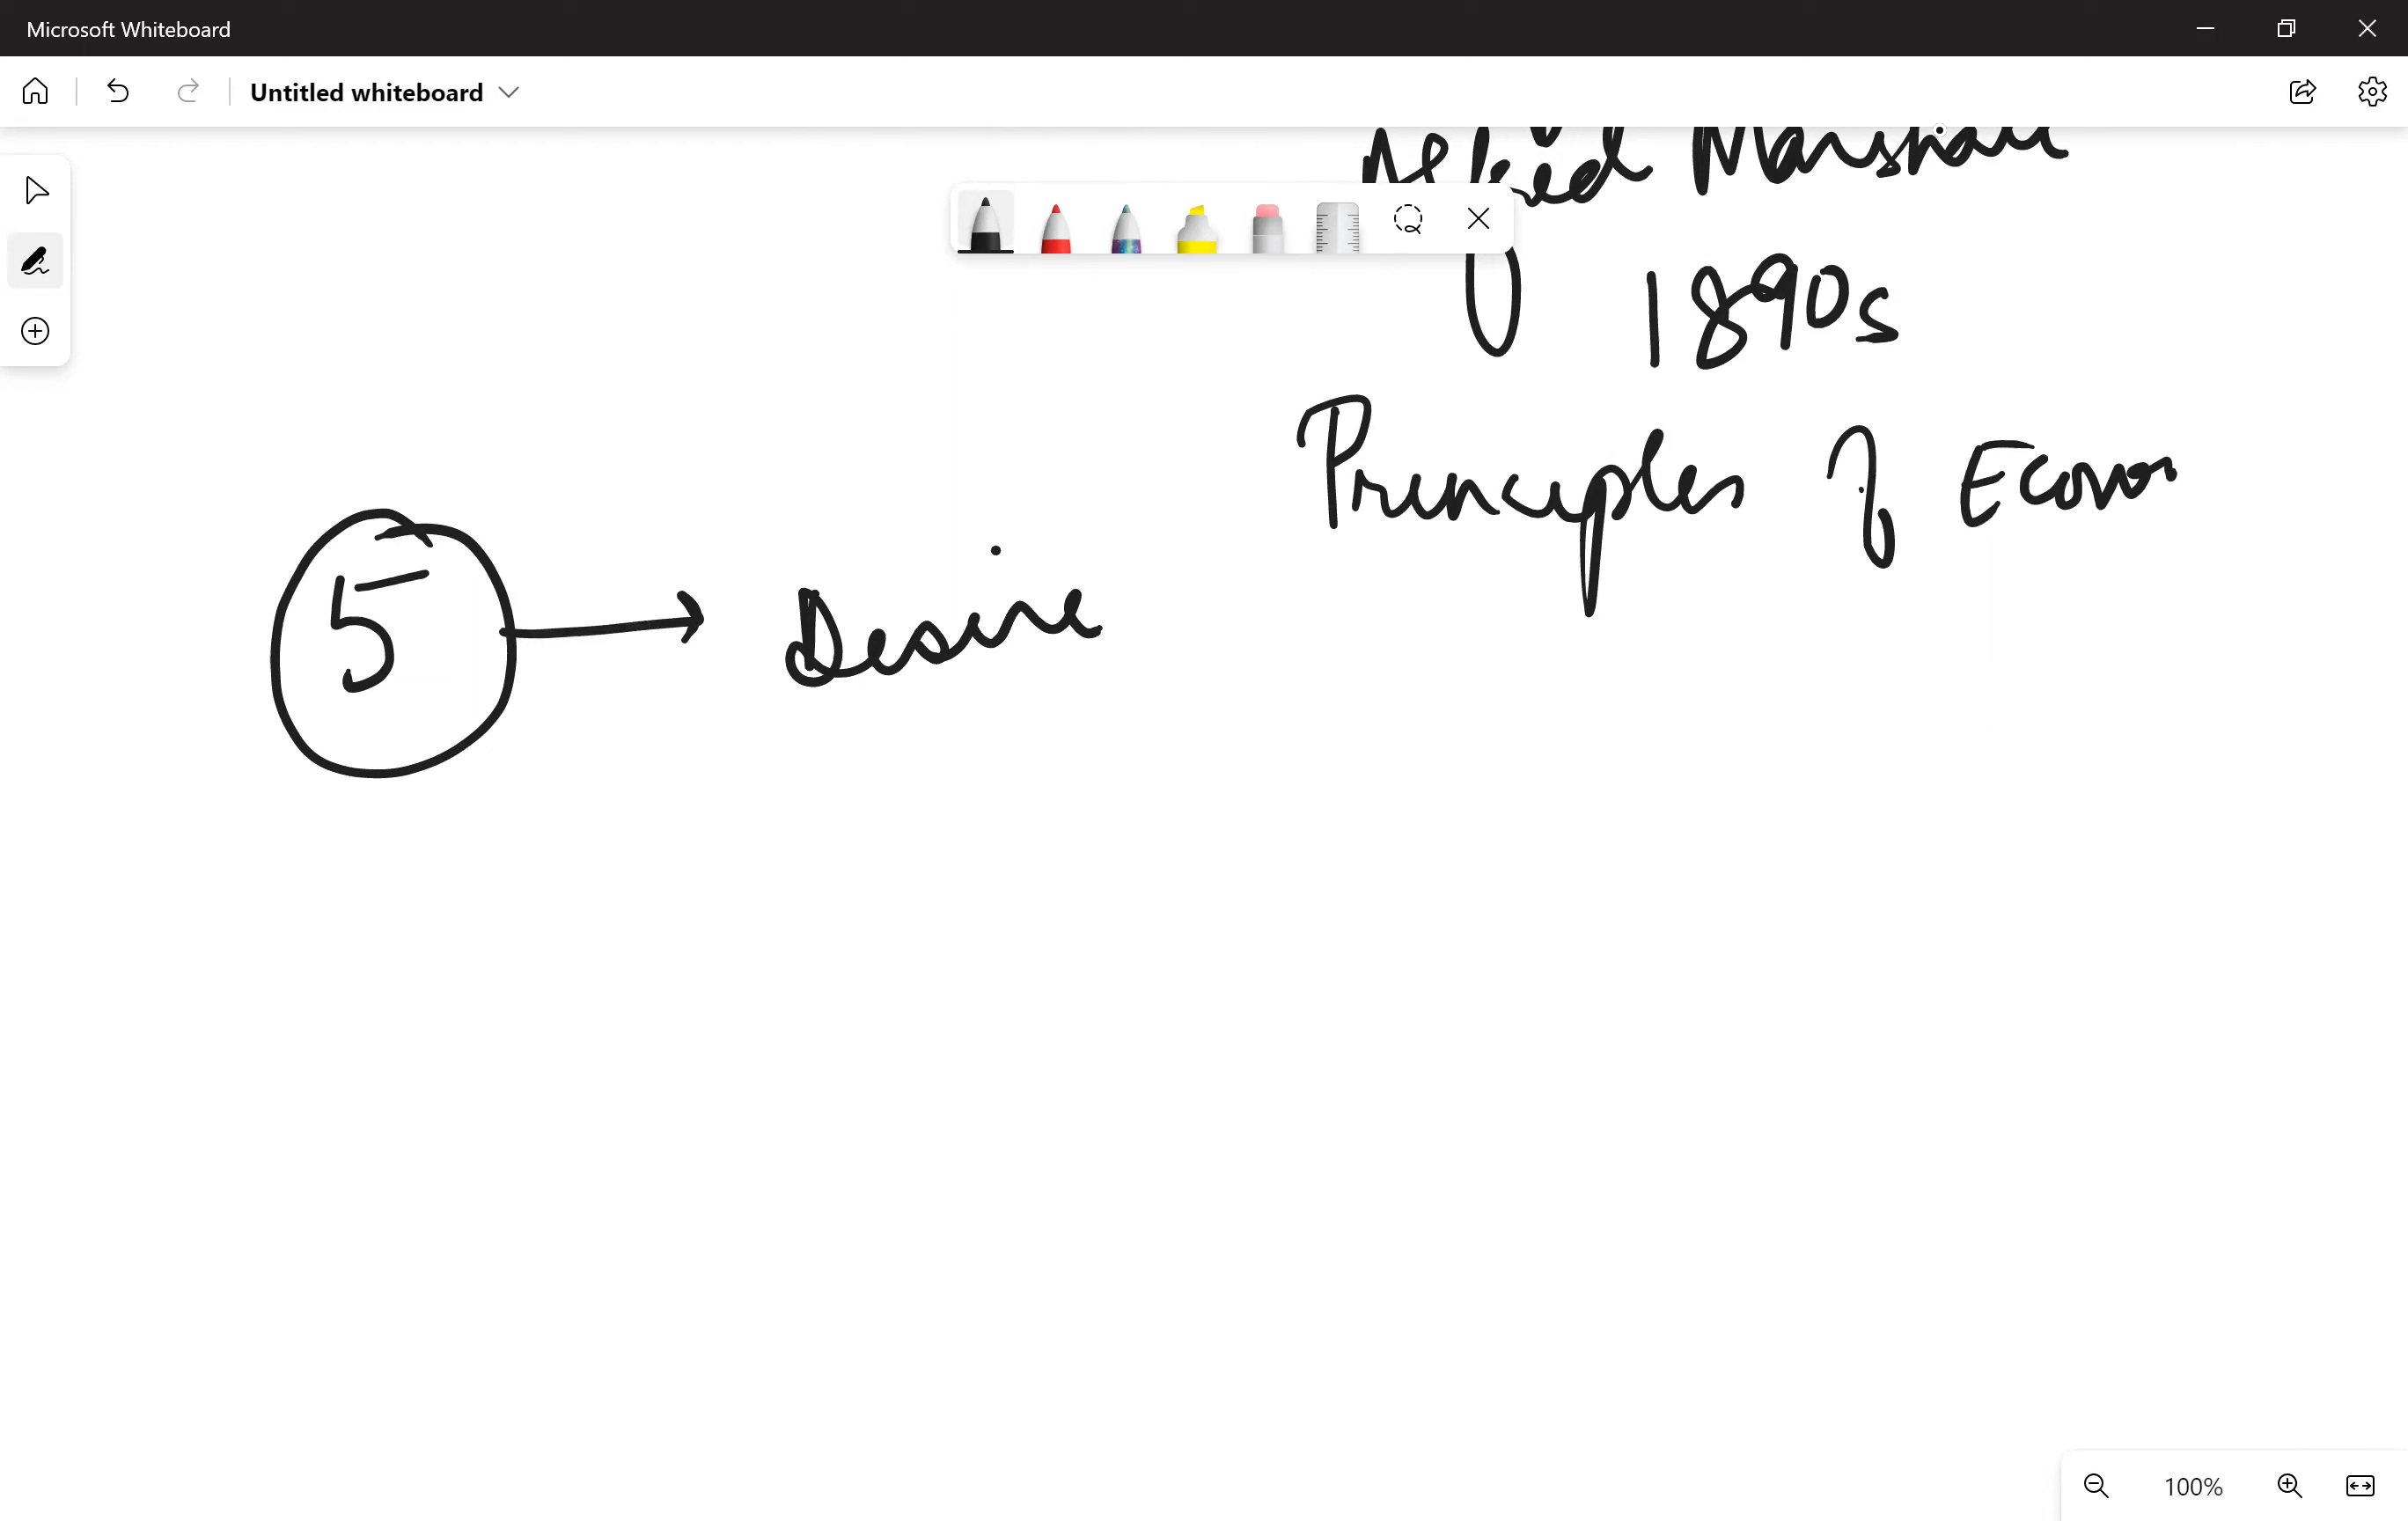 Microsoft Whiteboard
Untitled whiteboard
Alfred Marshall
1890s
Principles of Econo
5 → Desire
100%